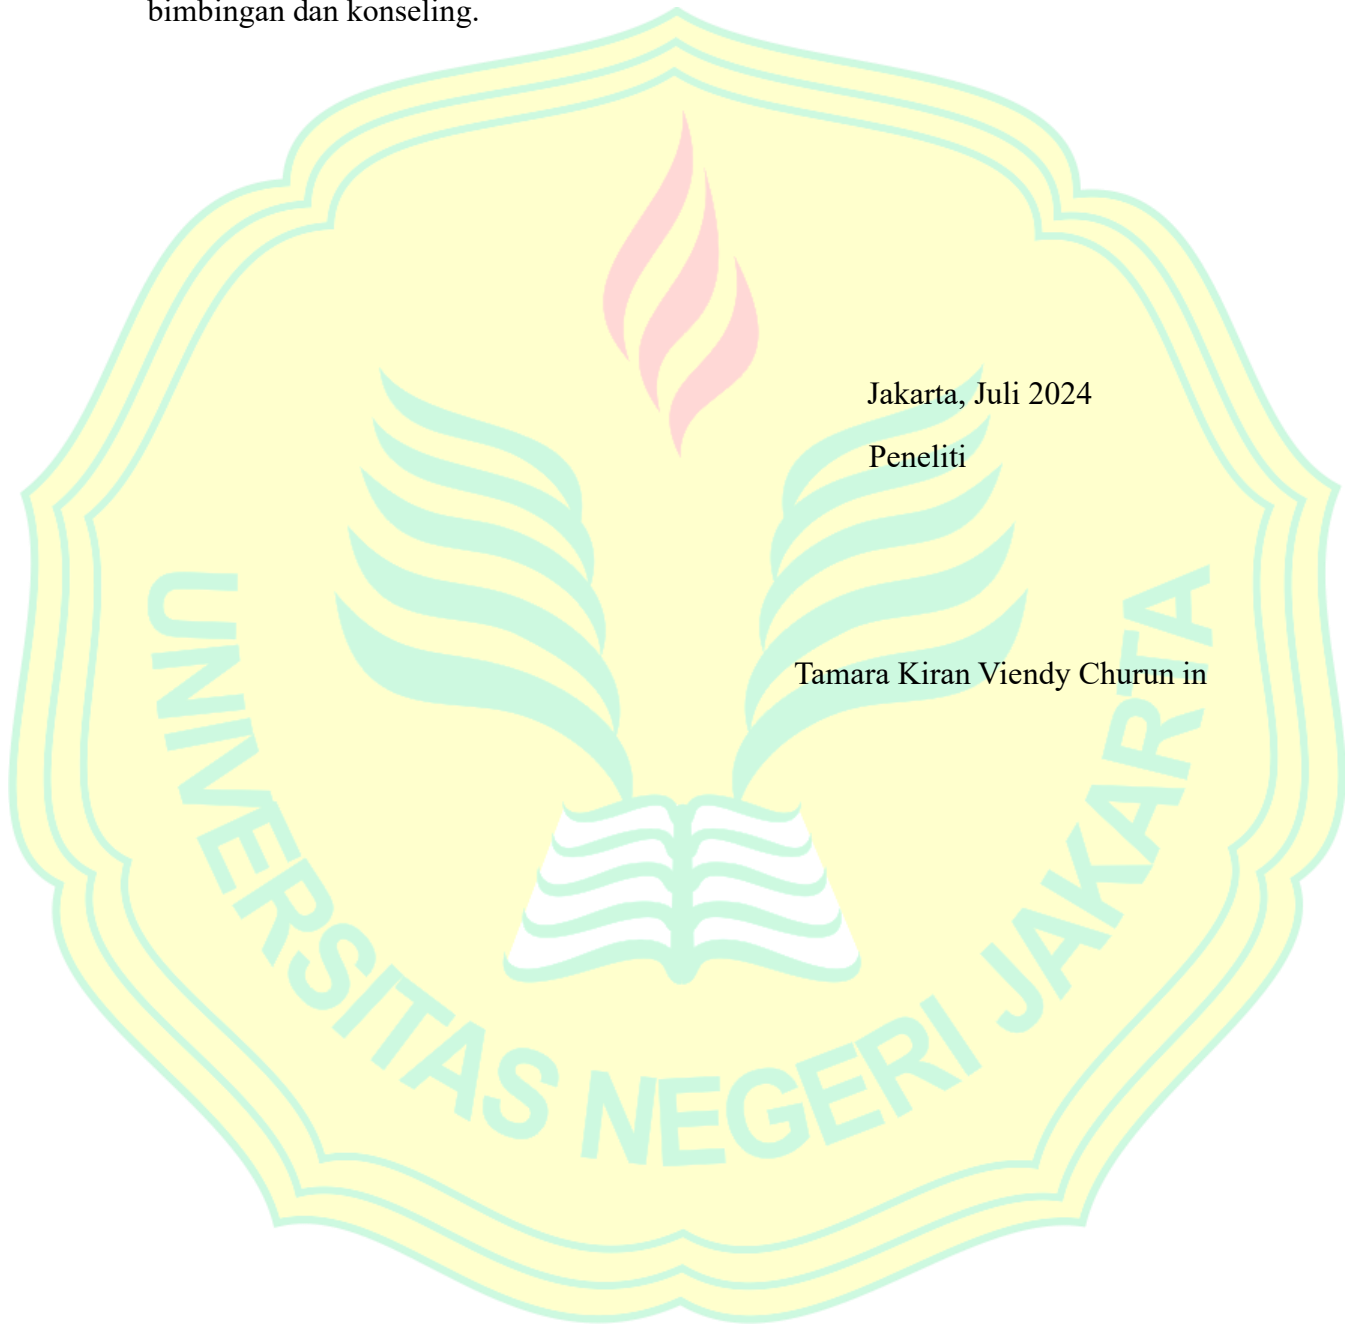 bimbingan dan konseling.
Jakarta, Juli 2024
Peneliti
Tamara Kiran Viendy Churun in
UNIVERSITAS NEGERI JAKARTA